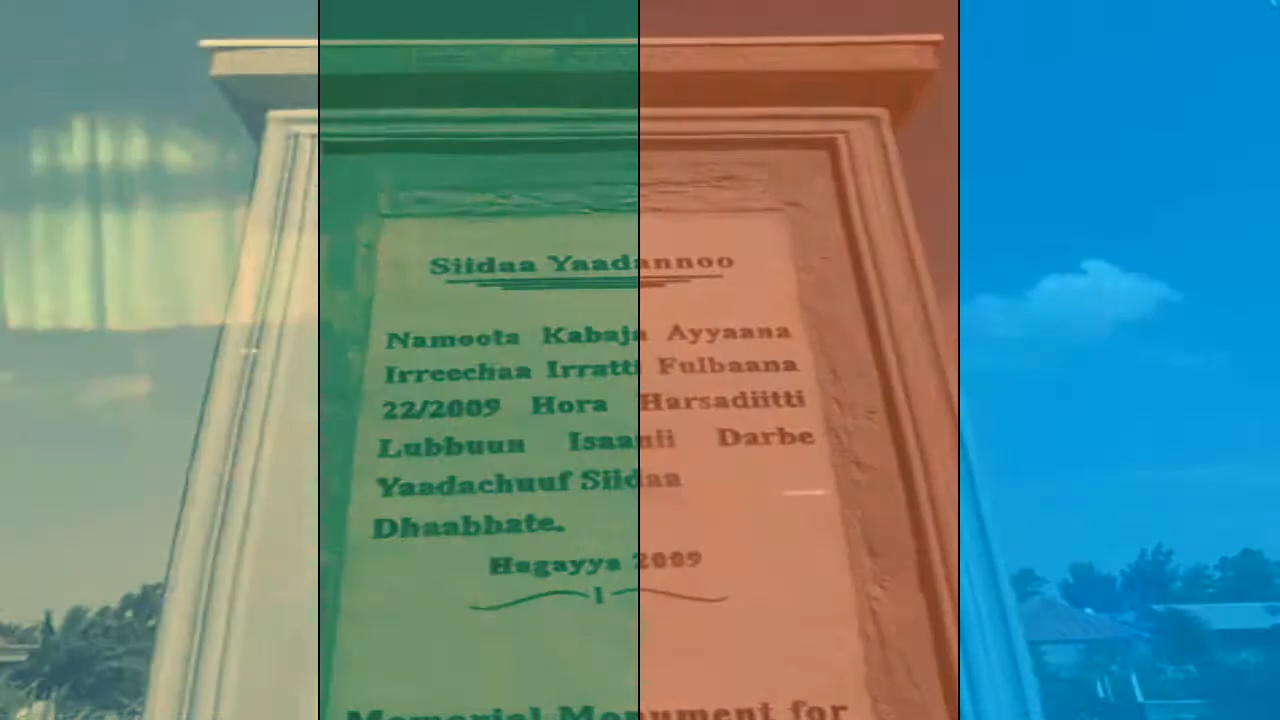 Siidaa Yaadannoo
Namoota Kabaja Ayyaana
Irreechaa Irratti Fulbaana
22/2009 Hora Harsadiitti
Lubbuun Isaanii Darbe
Yaadachuuf Siidaa
Dhaabbate.
Hagayya 2009
1
Memorial Monument for